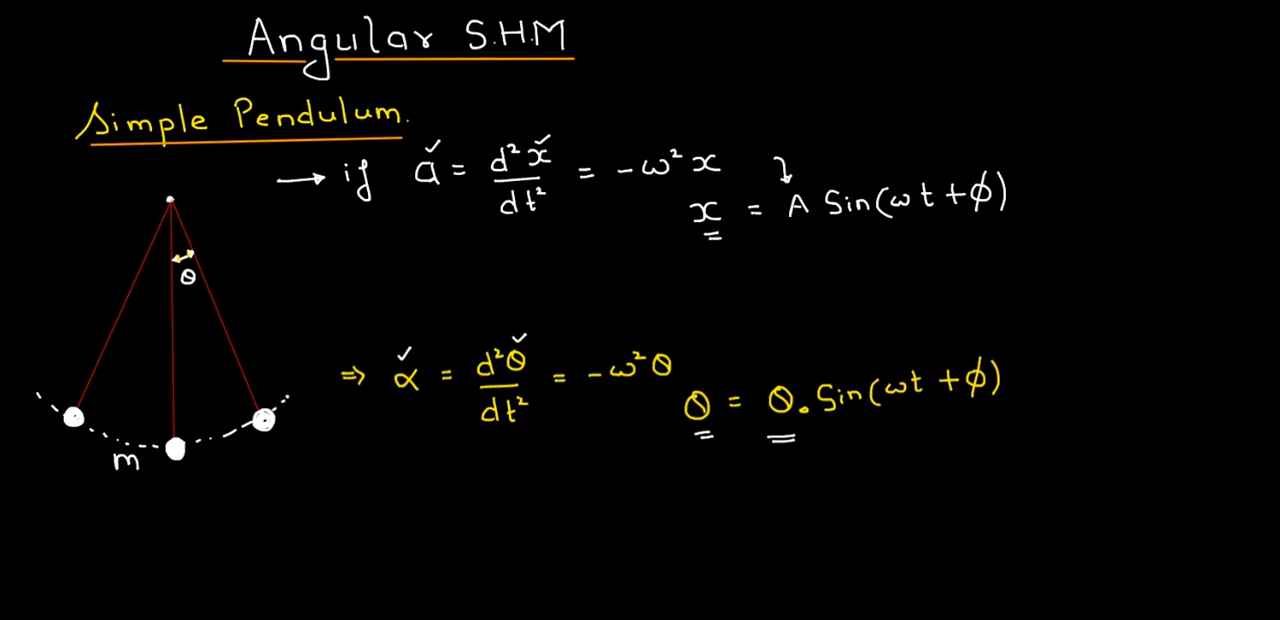 Angular S.H.M
Simple Pendulum.
→ if a = d²x/dt² = -ω²x
x = A Sin(ωt + ϕ)
θ
⇒ α = d²θ/dt² = -ω²θ
θ = θ₀ Sin(ωt + ϕ)
m